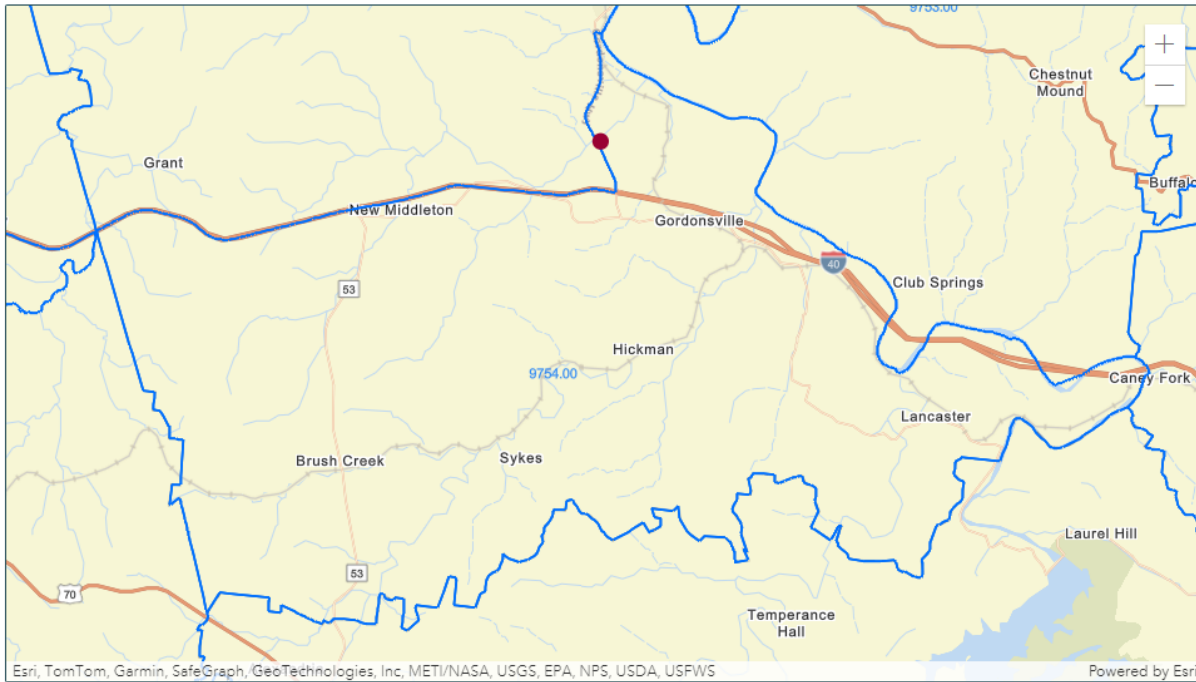 9753.00
+
Chestnut
Mound
−
Grant
Buffalo
New Middleton
Gordonsville
40
Club Springs
53
Hickman
9754.00
Caney Fork
Lancaster
Brush Creek
Sykes
Laurel Hill
53
70
Temperance
Hall
Esri, TomTom, Garmin, SafeGraph, GeoTechnologies, Inc, METI/NASA, USGS, EPA, NPS, USDA, USFWS
Powered by Esri